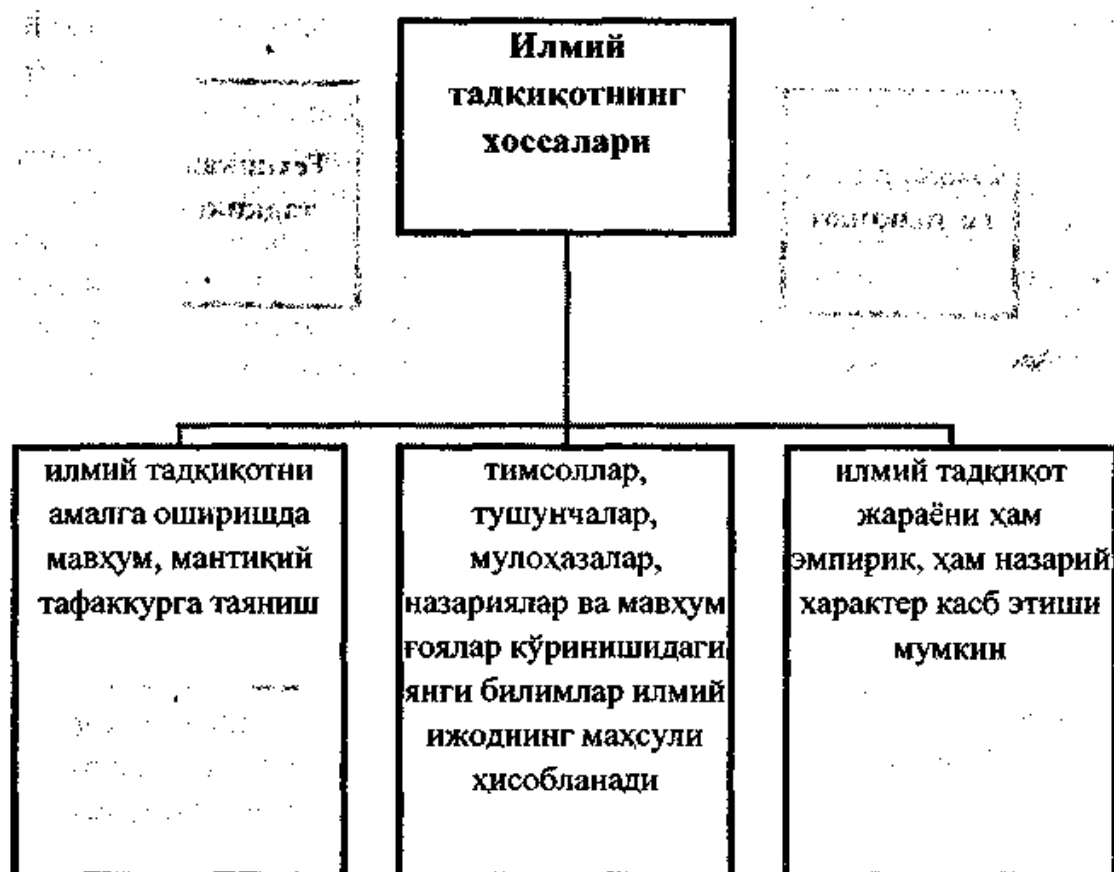 Илмий
тадқиқотнинг
хоссалари
илмий тадқиқотни
амалга оширишда
мавҳум, мантиқий
тафаккурга таяниш
тимсоллар,
тушунчалар,
мулоҳазалар,
назариялар ва мавҳум
ғоялар кўринишидаги
янги билимлар илмий
ижоднинг маҳсули
ҳисобланади
илмий тадқиқот
жараёни ҳам
эмпирик, ҳам назарий
характер касб этиши
мумкин